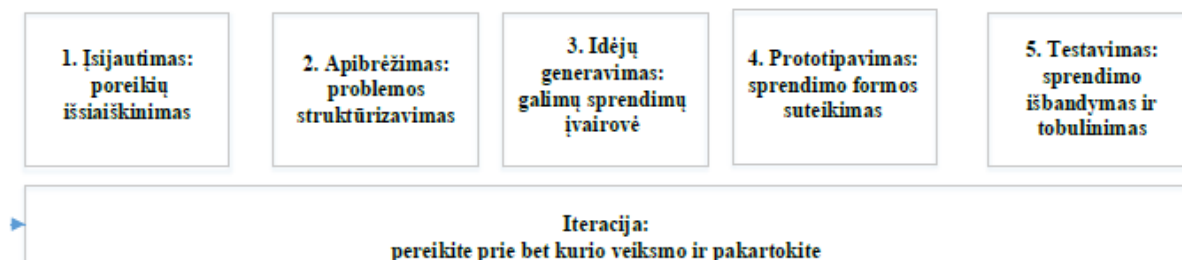 1. Įsijautimas:
poreikių
išsiaiškinimas
2. Apibrėžimas:
problemos
struktūrizavimas
3. Idėjų
generavimas:
galimų sprendimų
įvairovė
4. Prototipavimas:
sprendimo formos
suteikimas
5. Testavimas:
sprendimo
išbandymas ir
tobulinimas
Iteracija:
pereikite prie bet kurio veiksmo ir pakartokite